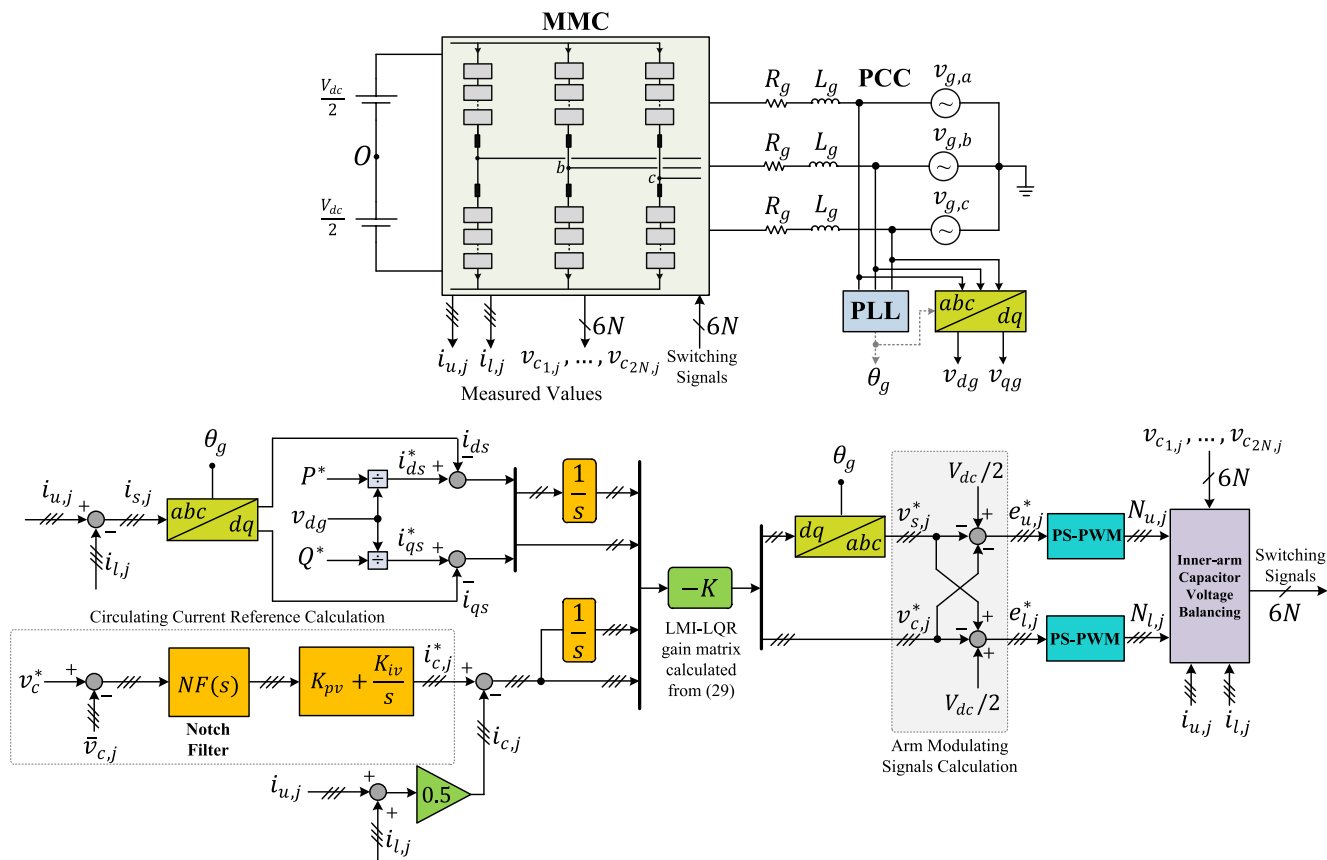 MMC
V_dc/2
O
V_dc/2
b
c
R_g L_g PCC v_g,a
R_g L_g v_g,b
R_g L_g v_g,c
PLL
abc
dq
i_u,j i_l,j
6N
v_c1,j , … , v_c2N,j
6N
Switching
Signals
Measured Values
θ_g
v_dg v_qg
θ_g
i_u,j + − i_s,j
i_l,j
abc
dq
P* ÷ i*_ds + − i_ds
v_dg
Q* ÷ i*_qs + − i_qs
1/s
Circulating Current Reference Calculation
v*_c + −
v̄_c,j
NF(s)
Notch
Filter
K_pv + K_iv/s
i*_c,j + −
i_c,j
1/s
i_u,j + +
i_l,j
0.5
−K
LMI-LQR
gain matrix
calculated
from (29)
θ_g
dq
abc
v*_s,j
v*_c,j
V_dc/2
+ − −
+ − +
V_dc/2
Arm Modulating
Signals Calculation
e*_u,j
PS-PWM
N_u,j
e*_l,j
PS-PWM
N_l,j
v_c1,j , … , v_c2N,j
6N
Inner-arm
Capacitor
Voltage
Balancing
Switching
Signals
6N
i_u,j i_l,j